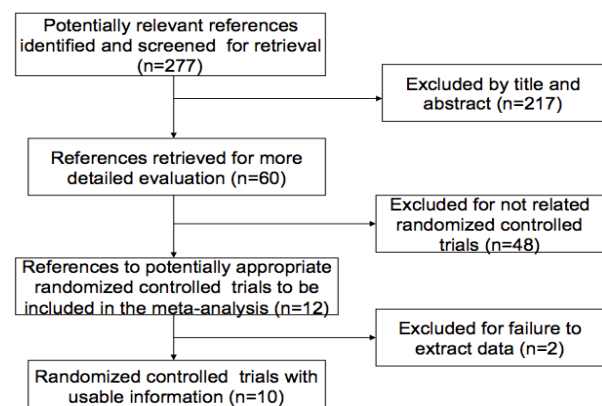 Potentially relevant references
identified and screened for retrieval
(n=277)
Excluded by title and
abstract (n=217)
References retrieved for more
detailed evaluation (n=60)
Excluded for not related
randomized controlled
trials (n=48)
References to potentially appropriate
randomized controlled trials to be
included in the meta-analysis (n=12)
Excluded for failure to
extract data (n=2)
Randomized controlled trials with
usable information (n=10)